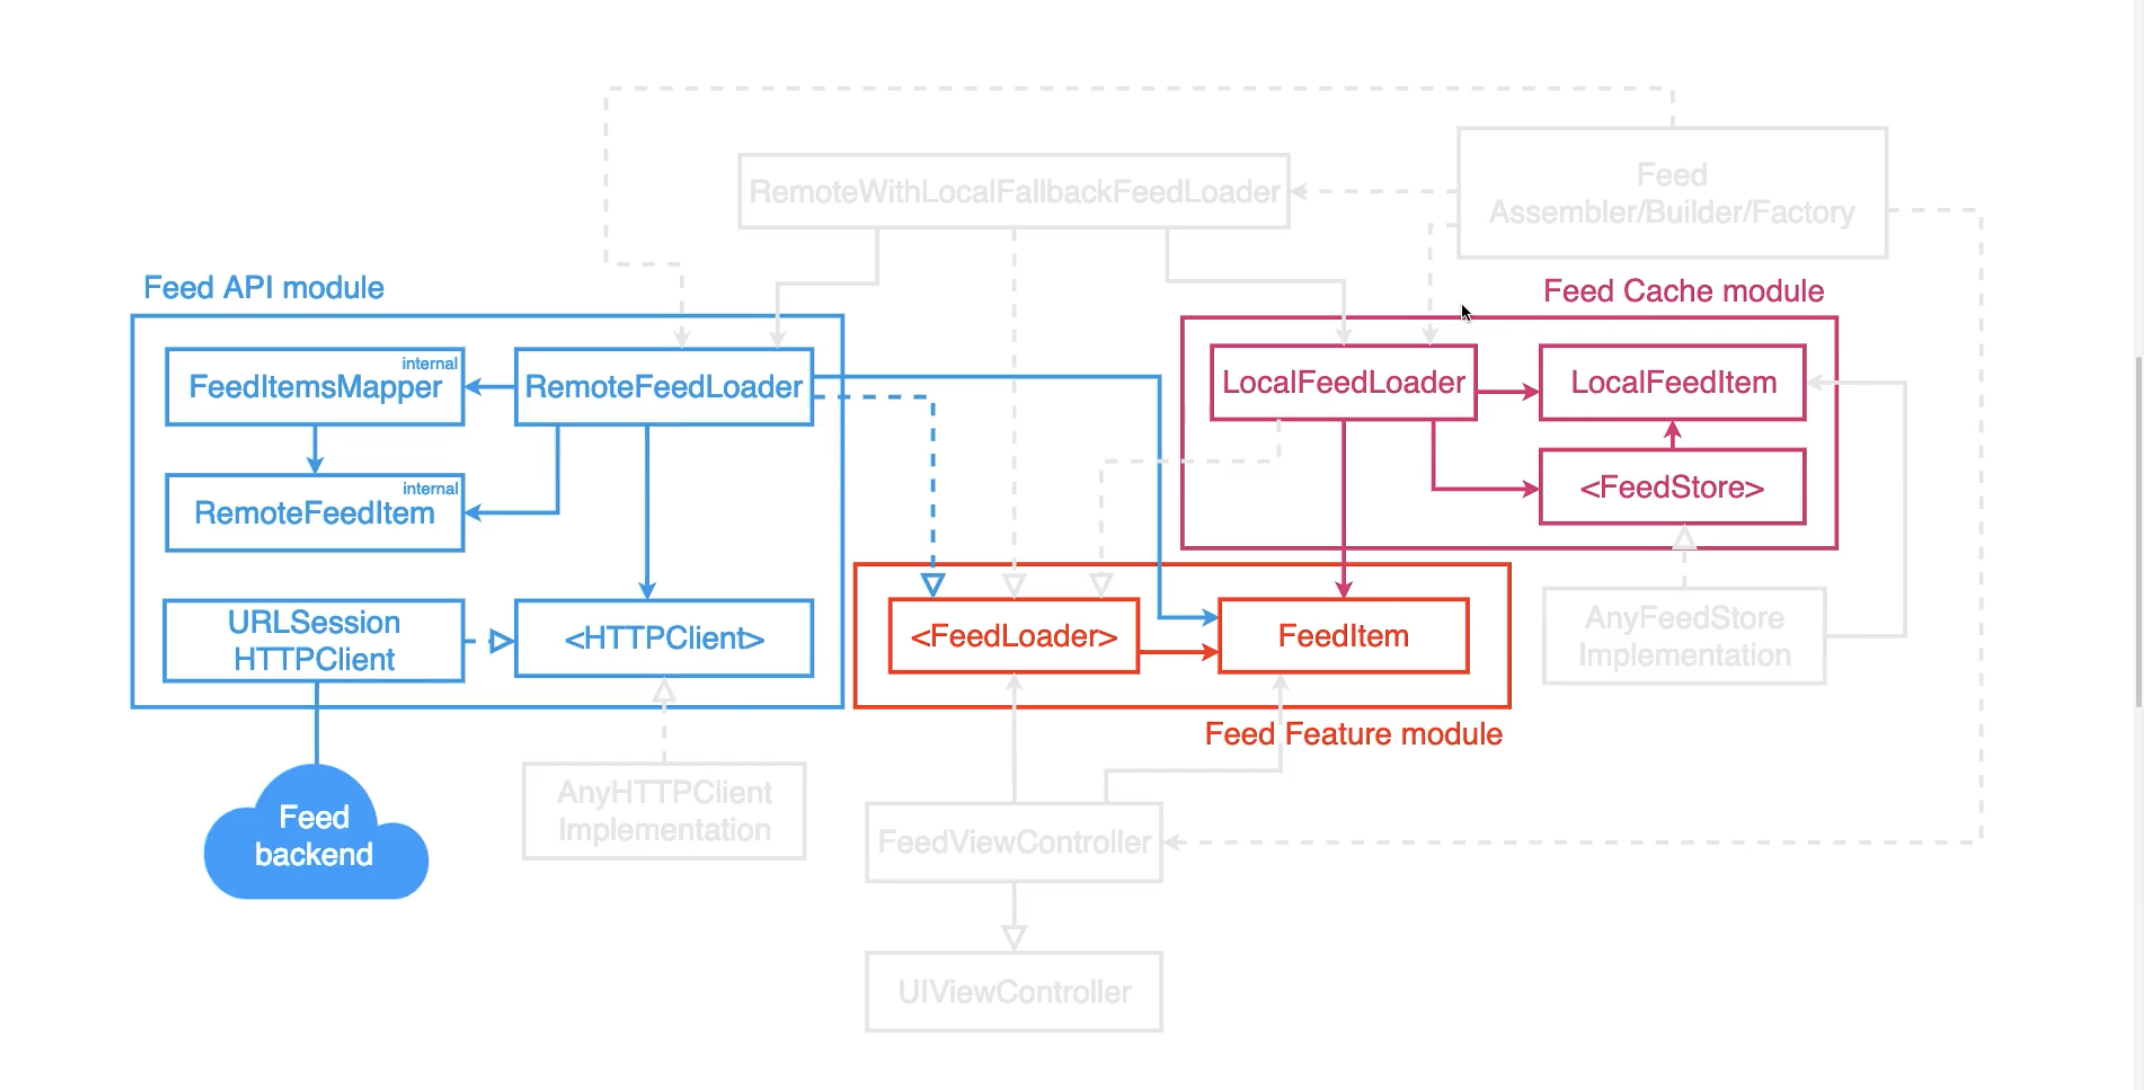 RemoteWithLocalFallbackFeedLoader
Feed
Assembler/Builder/Factory
Feed API module
Feed Cache module
internal
FeedItemsMapper
RemoteFeedLoader
LocalFeedLoader
LocalFeedItem
internal
RemoteFeedItem
<FeedStore>
URLSession
HTTPClient
<HTTPClient>
<FeedLoader>
FeedItem
AnyFeedStore
Implementation
Feed Feature module
Feed
backend
AnyHTTPClient
Implementation
FeedViewController
UIViewController